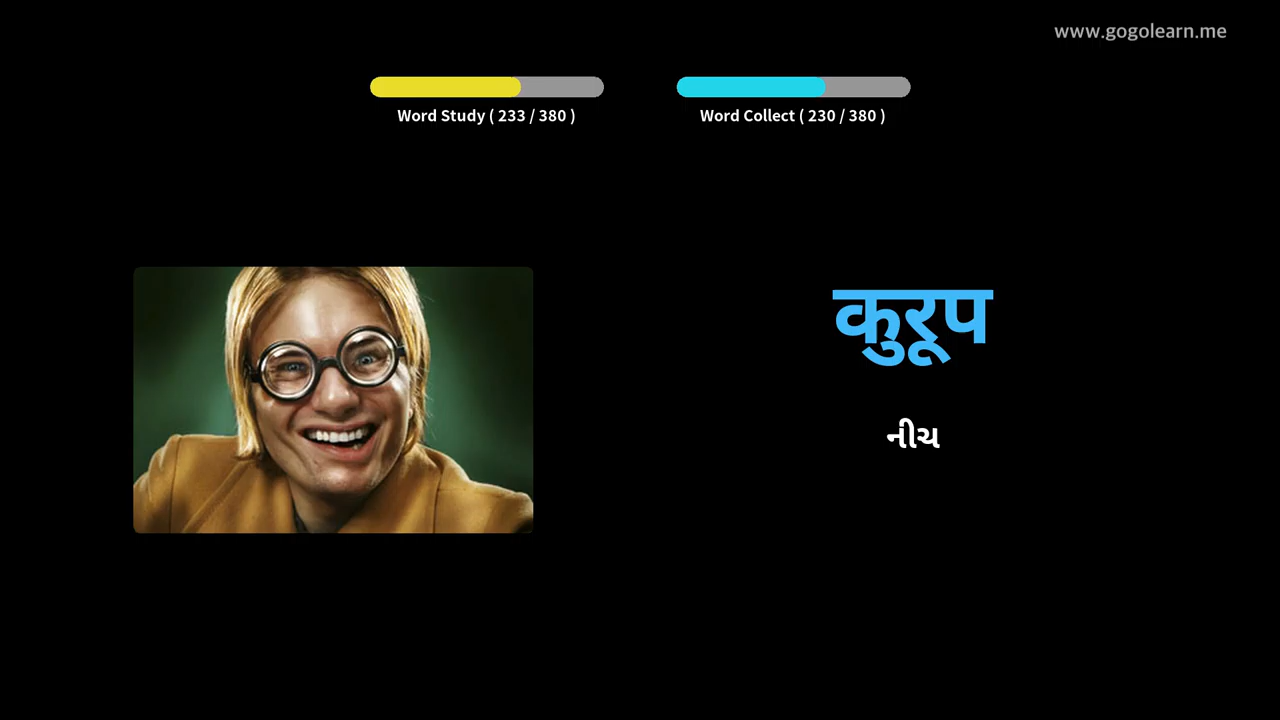 www.gogolearn.me
Word Study ( 233 / 380 )
Word Collect ( 230 / 380 )
कुरूप
નીચ